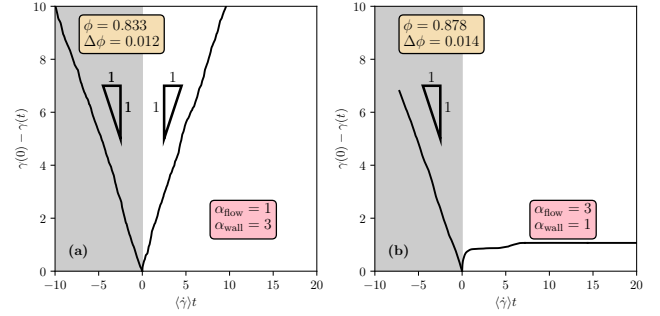 10
8
6
4
2
0
γ(0) − γ(t)
ϕ = 0.833
Δϕ = 0.012
1
1
1
1
α_flow = 1
α_wall = 3
(a)
−10 −5 0 5 10 15 20
⟨γ̇⟩t
10
8
6
4
2
0
γ(0) − γ(t)
ϕ = 0.878
Δϕ = 0.014
1
1
α_flow = 3
α_wall = 1
(b)
−10 −5 0 5 10 15 20
⟨γ̇⟩t